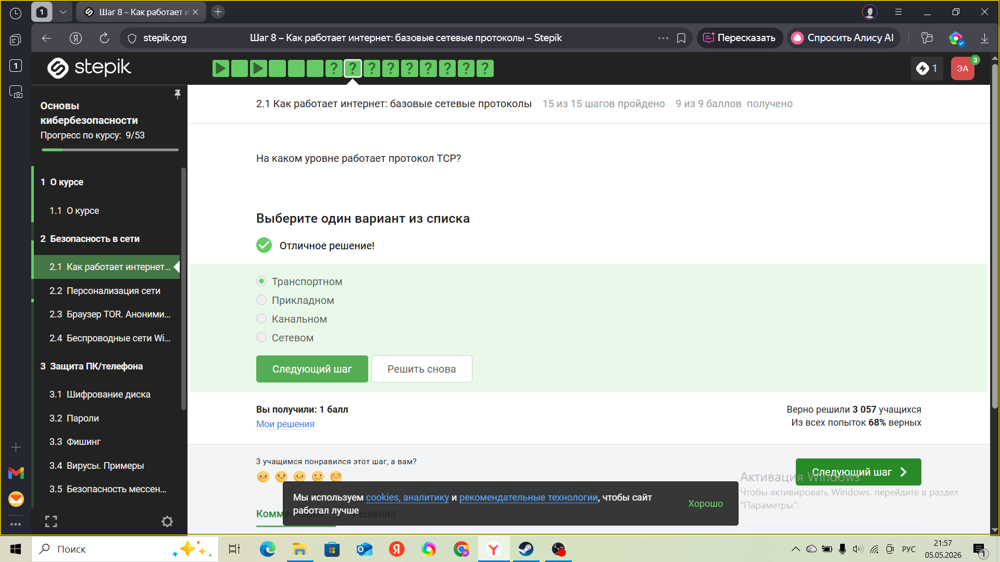 1
Шаг 8 – Как работает и
stepik.org
Шаг 8 – Как работает интернет: базовые сетевые протоколы – Stepik
Пересказать
Спросить Алису AI
1
stepik
? ? ? ? ? ? ? ? ?
1
ЭА
3
Основы
кибербезопасности
Прогресс по курсу: 9/53
1 О курсе
1.1 О курсе
2 Безопасность в сети
2.1 Как работает интернет...
2.2 Персонализация сети
2.3 Браузер TOR. Аноними...
2.4 Беспроводные сети Wi...
3 Защита ПК/телефона
3.1 Шифрование диска
3.2 Пароли
3.3 Фишинг
3.4 Вирусы. Примеры
3.5 Безопасность мессен...
2.1 Как работает интернет: базовые сетевые протоколы
15 из 15 шагов пройдено
9 из 9 баллов получено
На каком уровне работает протокол TCP?
Выберите один вариант из списка
Отличное решение!
Транспортном
Прикладном
Канальном
Сетевом
Следующий шаг
Решить снова
Вы получили: 1 балл
Мои решения
Верно решили 3 057 учащихся
Из всех попыток 68% верных
3 учащимся понравился этот шаг, а вам?
Следующий шаг
Активация Windows
Чтобы активировать Windows, перейдите в раздел
"Параметры".
Мы используем cookies, аналитику и рекомендательные технологии, чтобы сайт
работал лучше
Хорошо
Комментарии
Решения
Поиск
РУС
21:57
05.05.2026
1